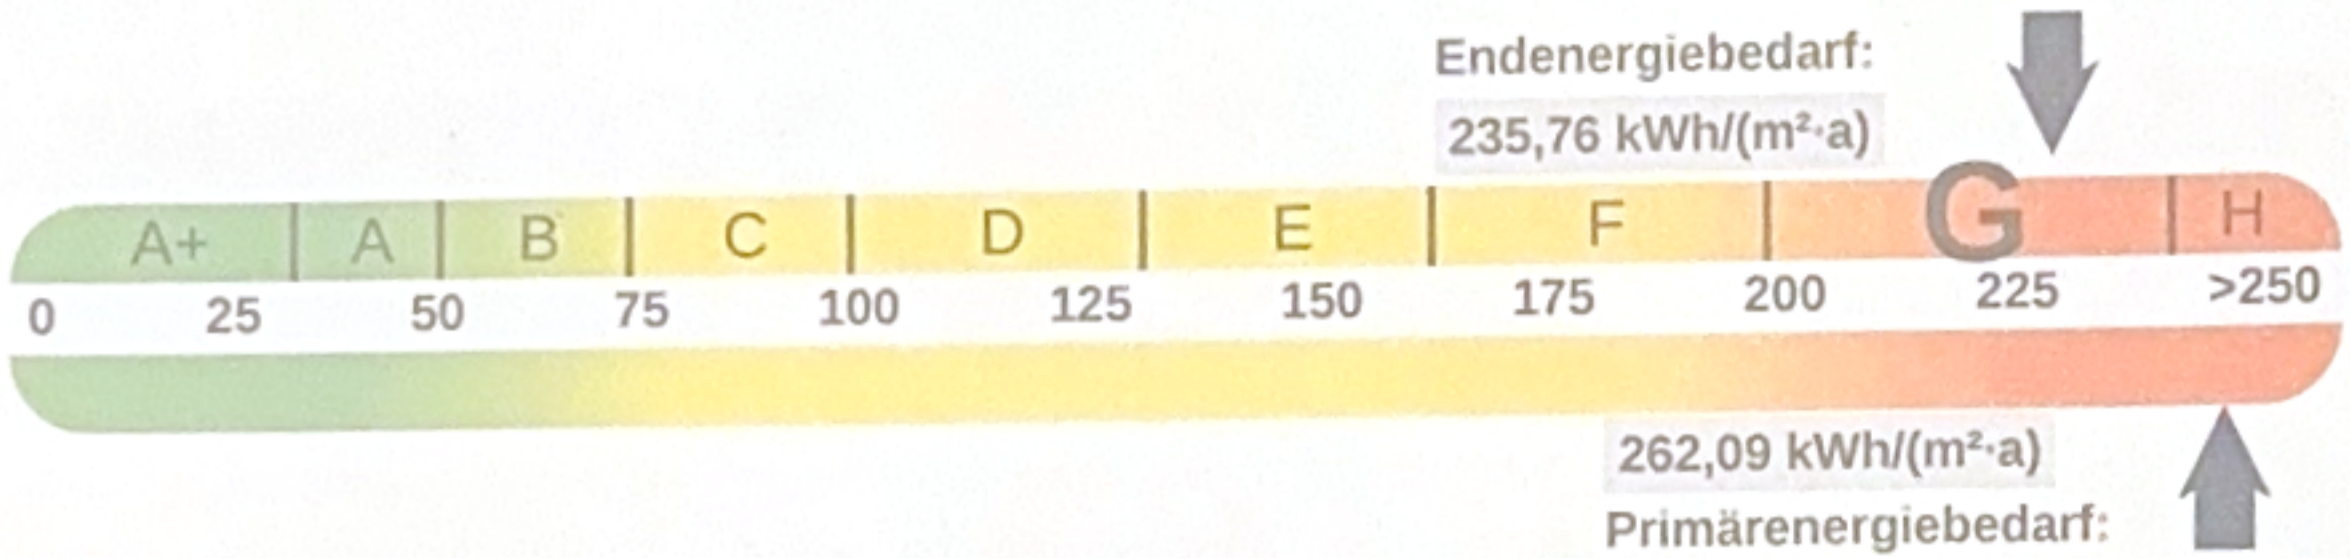 Endenergiebedarf:
235,76 kWh/(m²·a)
A+ A B C D E F G H
0 25 50 75 100 125 150 175 200 225 >250
262,09 kWh/(m²·a)
Primärenergiebedarf: